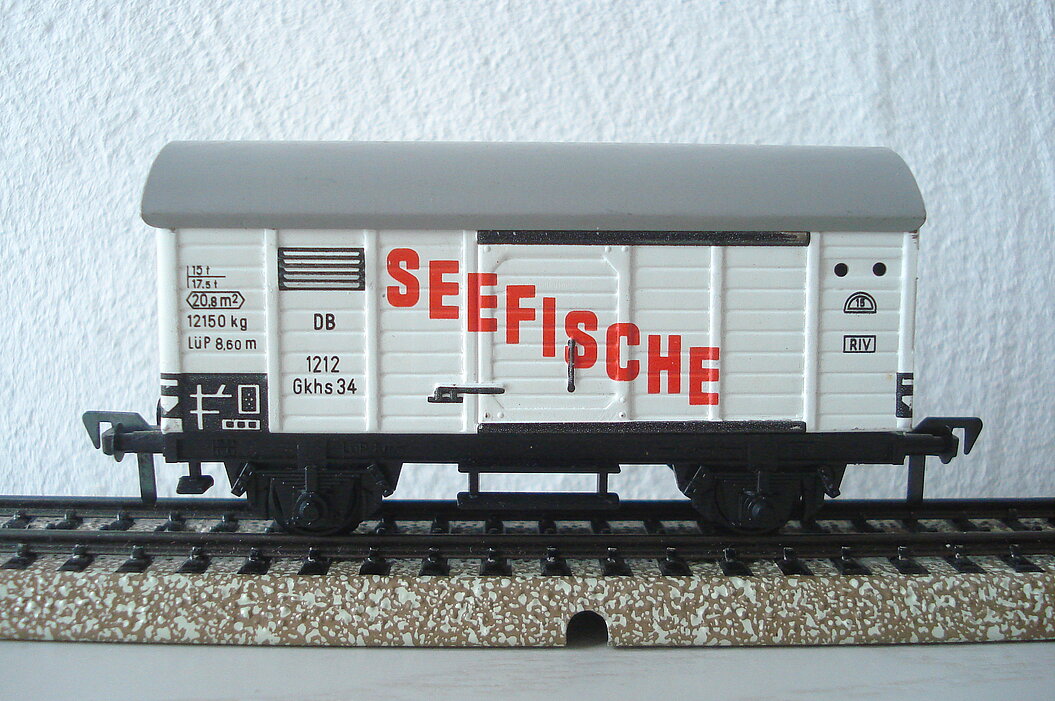 15 t
17.5 t
20,8 m²
12150 kg
LüP 8,60 m
DB
1212
Gkhs 34
SEEFISCHE
15
RIV